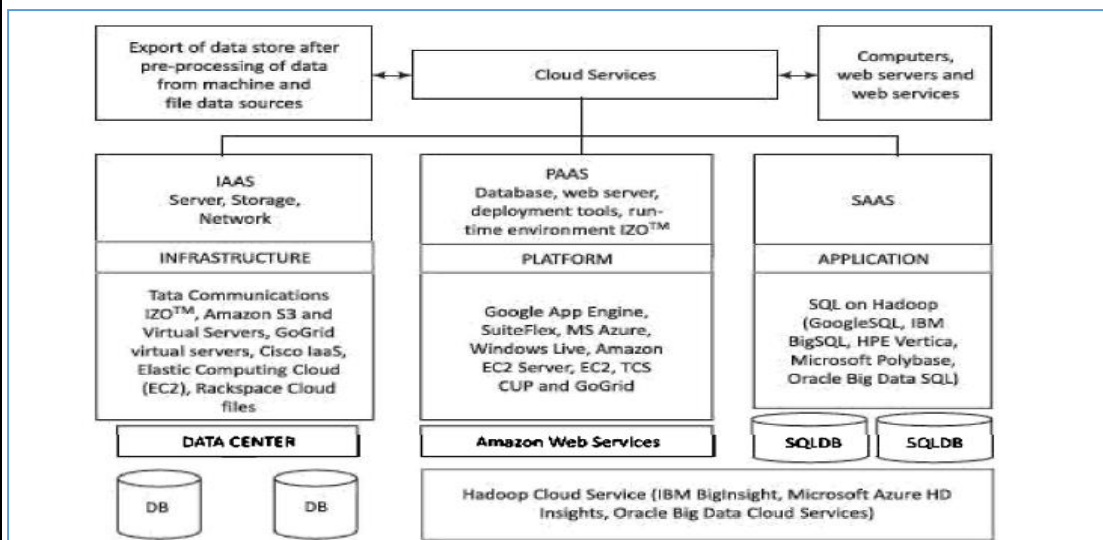 Export of data store after
pre-processing of data
from machine and
file data sources
Cloud Services
Computers,
web servers and
web services
IAAS
Server, Storage,
Network
PAAS
Database, web server,
deployment tools, run-
time environment IZO™
SAAS
INFRASTRUCTURE
PLATFORM
APPLICATION
Tata Communications
IZO™, Amazon S3 and
Virtual Servers, GoGrid
virtual servers, Cisco IaaS,
Elastic Computing Cloud
(EC2), Rackspace Cloud
files
Google App Engine,
SuiteFlex, MS Azure,
Windows Live, Amazon
EC2 Server, EC2, TCS
CUP and GoGrid
SQL on Hadoop
(GoogleSQL, IBM
BigSQL, HPE Vertica,
Microsoft Polybase,
Oracle Big Data SQL)
DATA CENTER
Amazon Web Services
SQLDB
SQLDB
DB
DB
Hadoop Cloud Service (IBM BigInsight, Microsoft Azure HD
Insights, Oracle Big Data Cloud Services)